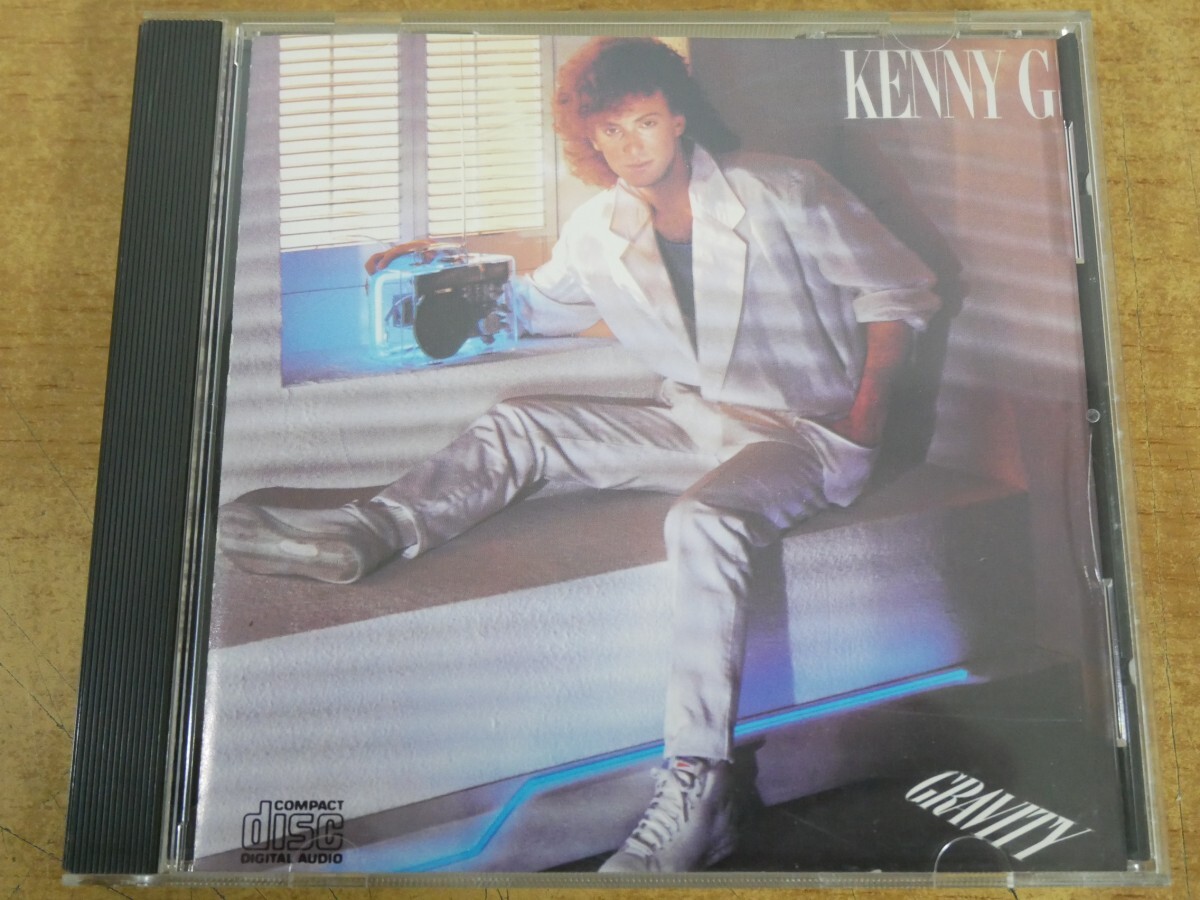 KENNY G
GRAVITY
COMPACT
disc
DIGITAL AUDIO